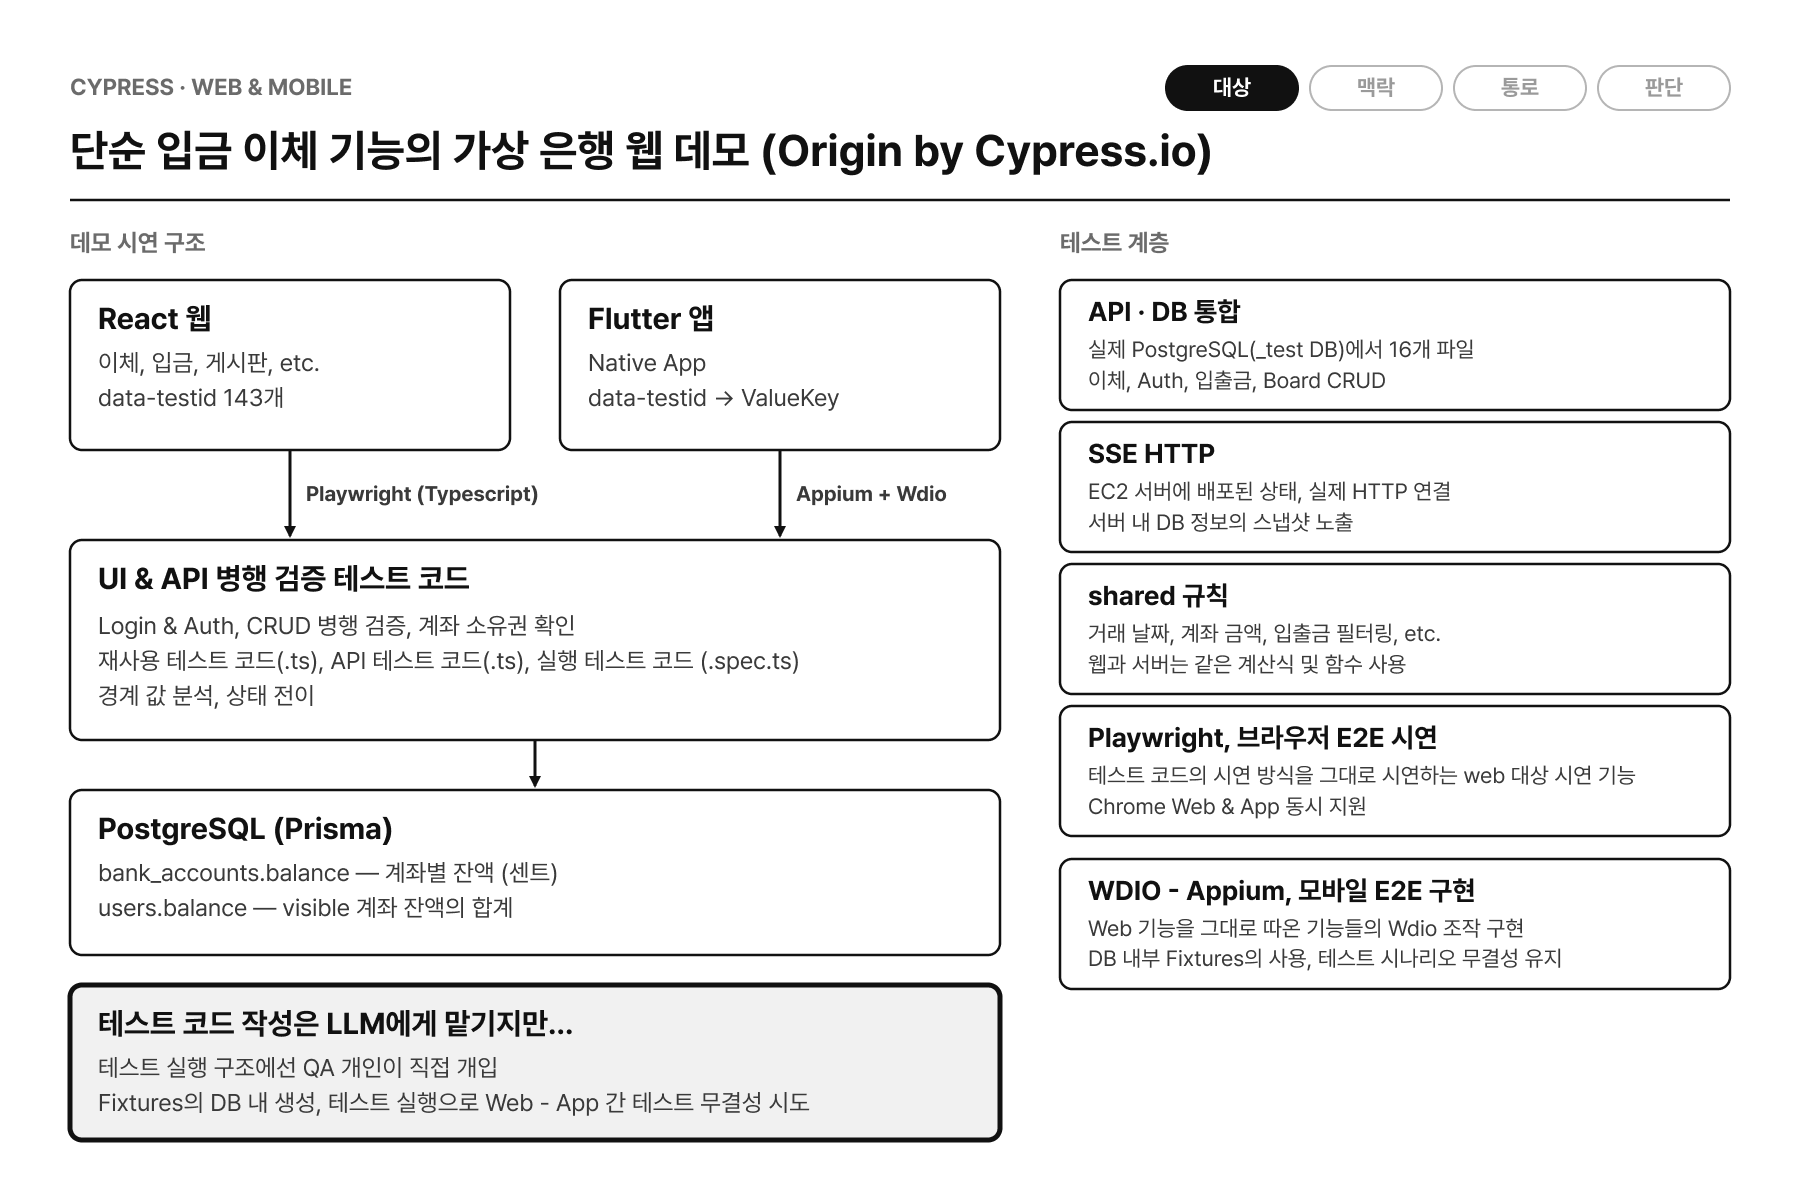 CYPRESS · WEB & MOBILE
대상
맥락
통로
판단
단순 입금 이체 기능의 가상 은행 웹 데모 (Origin by Cypress.io)
데모 시연 구조
React 웹
이체, 입금, 게시판, etc.
data-testid 143개
Flutter 앱
Native App
data-testid → ValueKey
Playwright (Typescript)
Appium + Wdio
UI & API 병행 검증 테스트 코드
Login & Auth, CRUD 병행 검증, 계좌 소유권 확인
재사용 테스트 코드(.ts), API 테스트 코드(.ts), 실행 테스트 코드 (.spec.ts)
경계 값 분석, 상태 전이
PostgreSQL (Prisma)
bank_accounts.balance — 계좌별 잔액 (센트)
users.balance — visible 계좌 잔액의 합계
테스트 코드 작성은 LLM에게 맡기지만...
테스트 실행 구조에선 QA 개인이 직접 개입
Fixtures의 DB 내 생성, 테스트 실행으로 Web - App 간 테스트 무결성 시도
테스트 계층
API · DB 통합
실제 PostgreSQL(_test DB)에서 16개 파일
이체, Auth, 입출금, Board CRUD
SSE HTTP
EC2 서버에 배포된 상태, 실제 HTTP 연결
서버 내 DB 정보의 스냅샷 노출
shared 규칙
거래 날짜, 계좌 금액, 입출금 필터링, etc.
웹과 서버는 같은 계산식 및 함수 사용
Playwright, 브라우저 E2E 시연
테스트 코드의 시연 방식을 그대로 시연하는 web 대상 시연 기능
Chrome Web & App 동시 지원
WDIO - Appium, 모바일 E2E 구현
Web 기능을 그대로 따온 기능들의 Wdio 조작 구현
DB 내부 Fixtures의 사용, 테스트 시나리오 무결성 유지